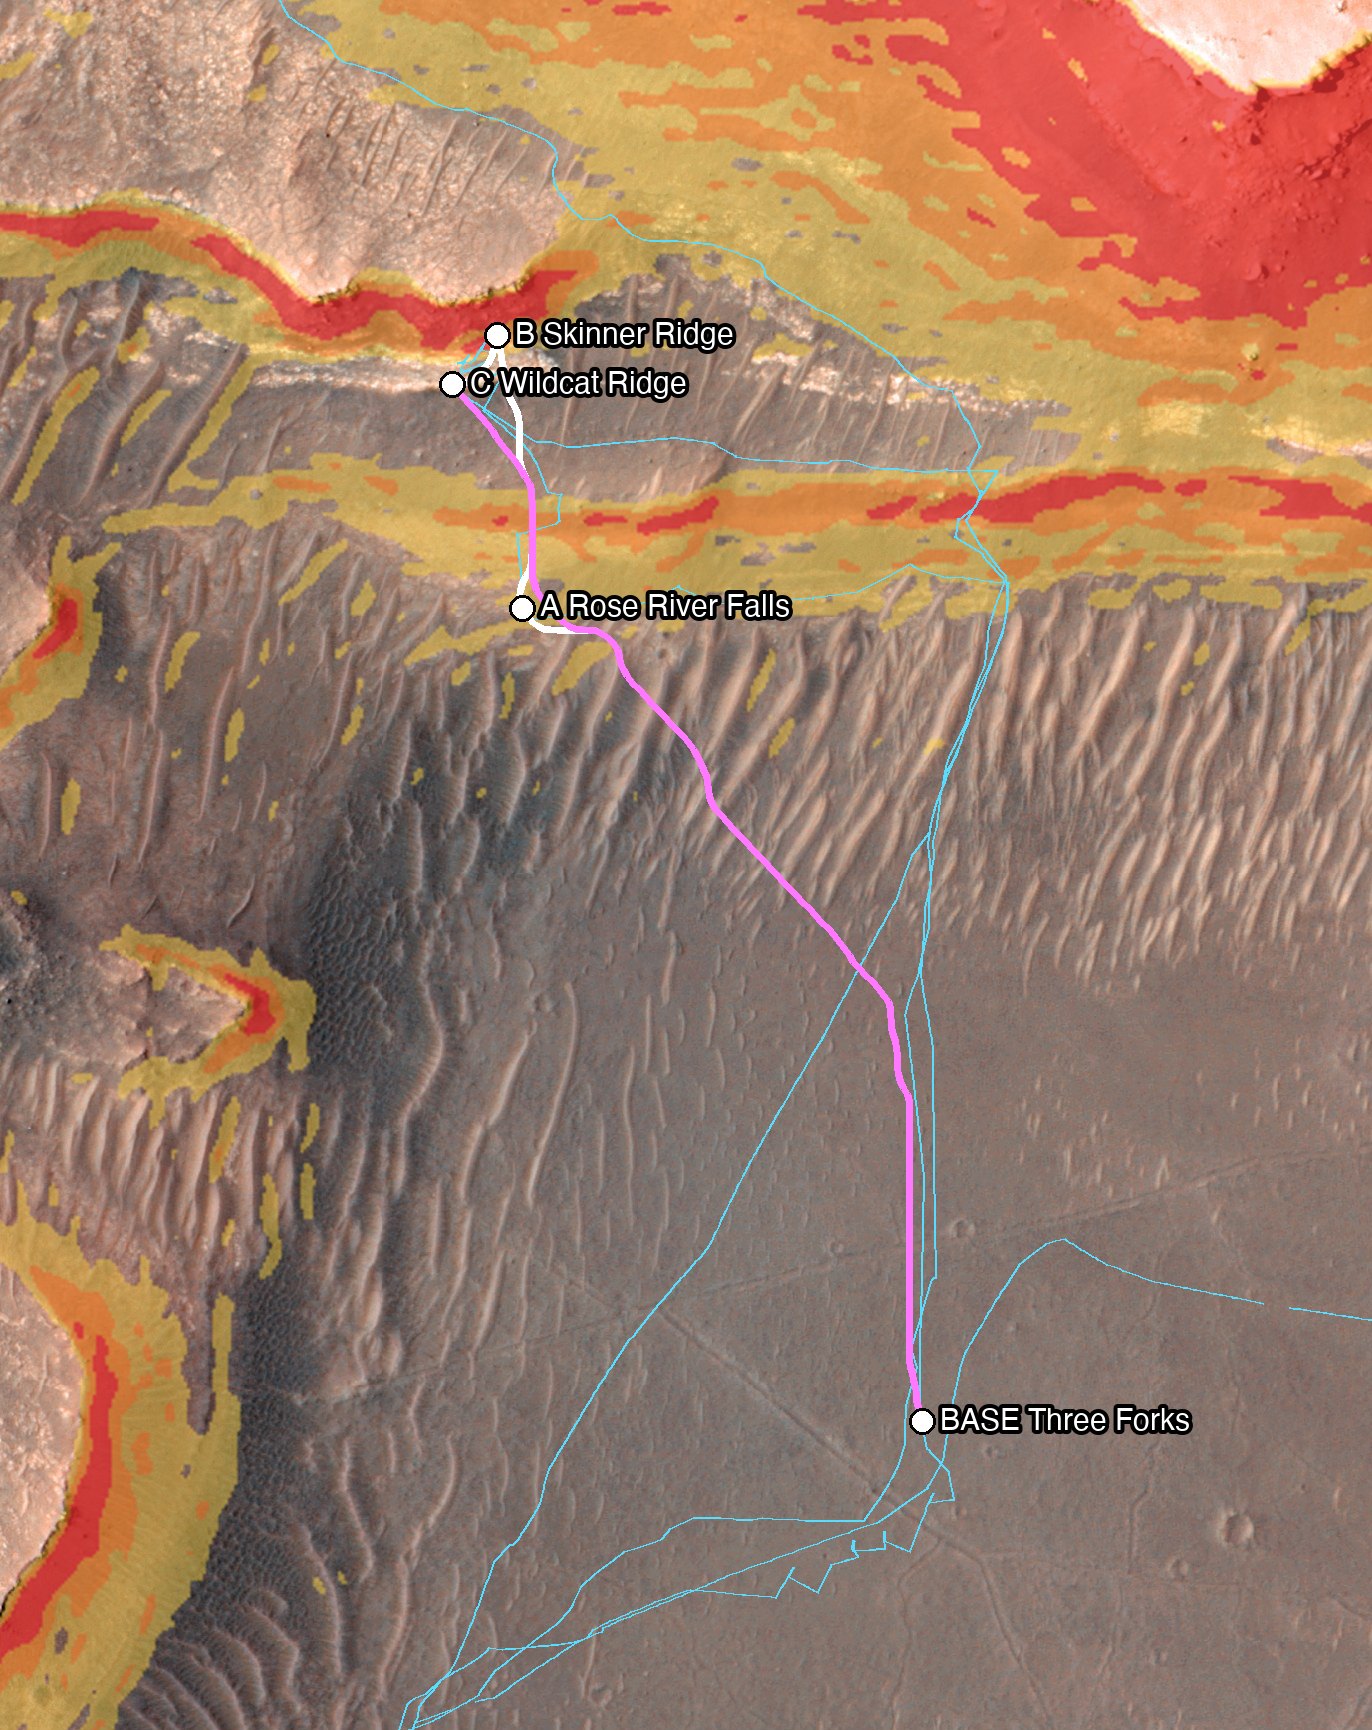 B Skinner Ridge
C Wildcat Ridge
A Rose River Falls
BASE Three Forks